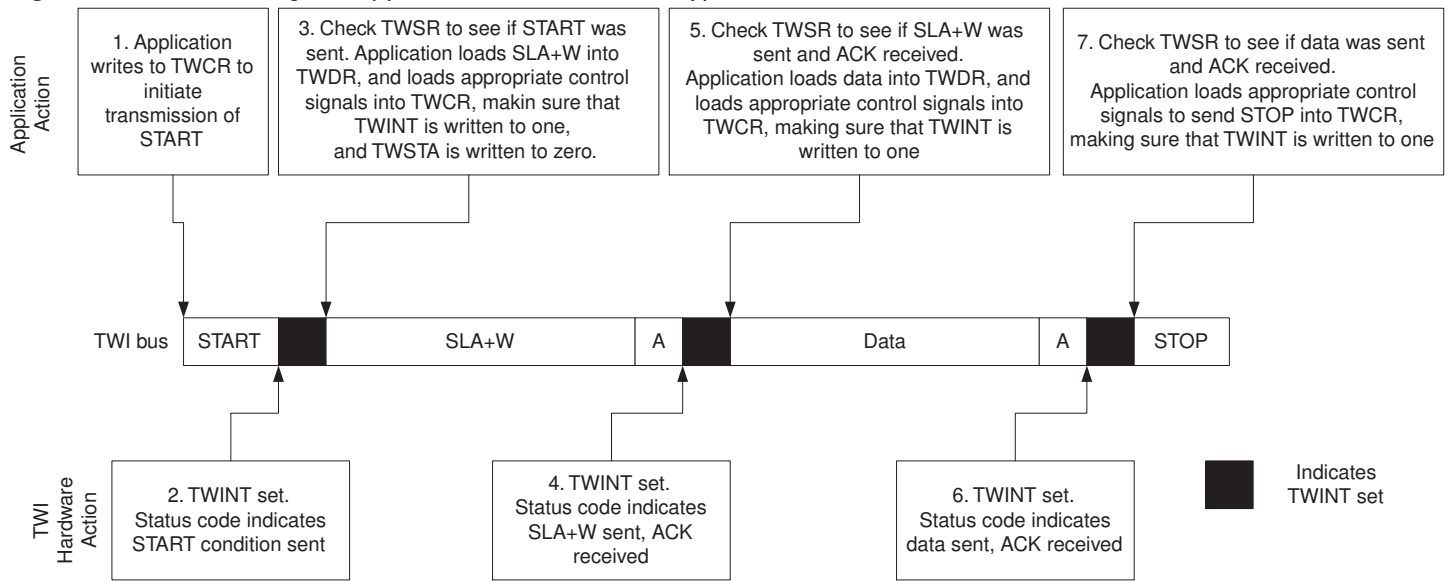 Application
Action
1. Application
writes to TWCR to
initiate
transmission of
START
3. Check TWSR to see if START was
sent. Application loads SLA+W into
TWDR, and loads appropriate control
signals into TWCR, makin sure that
TWINT is written to one,
and TWSTA is written to zero.
5. Check TWSR to see if SLA+W was
sent and ACK received.
Application loads data into TWDR, and
loads appropriate control signals into
TWCR, making sure that TWINT is
written to one
7. Check TWSR to see if data was sent
and ACK received.
Application loads appropriate control
signals to send STOP into TWCR,
making sure that TWINT is written to one
TWI bus
START
SLA+W
A
Data
A
STOP
TWI
Hardware
Action
2. TWINT set.
Status code indicates
START condition sent
4. TWINT set.
Status code indicates
SLA+W sent, ACK
received
6. TWINT set.
Status code indicates
data sent, ACK received
Indicates
TWINT set